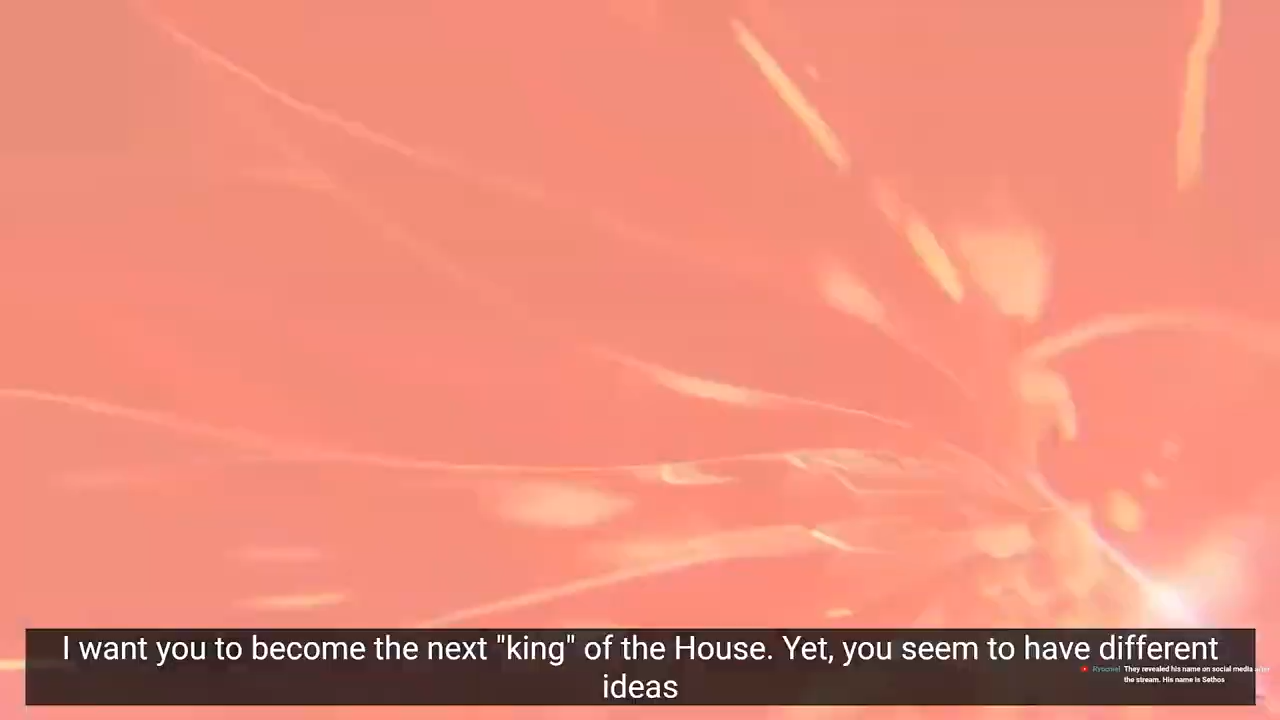 I want you to become the next "king" of the House. Yet, you seem to have different
ideas
They revealed his name on social media after
the stream. His name is Sethos